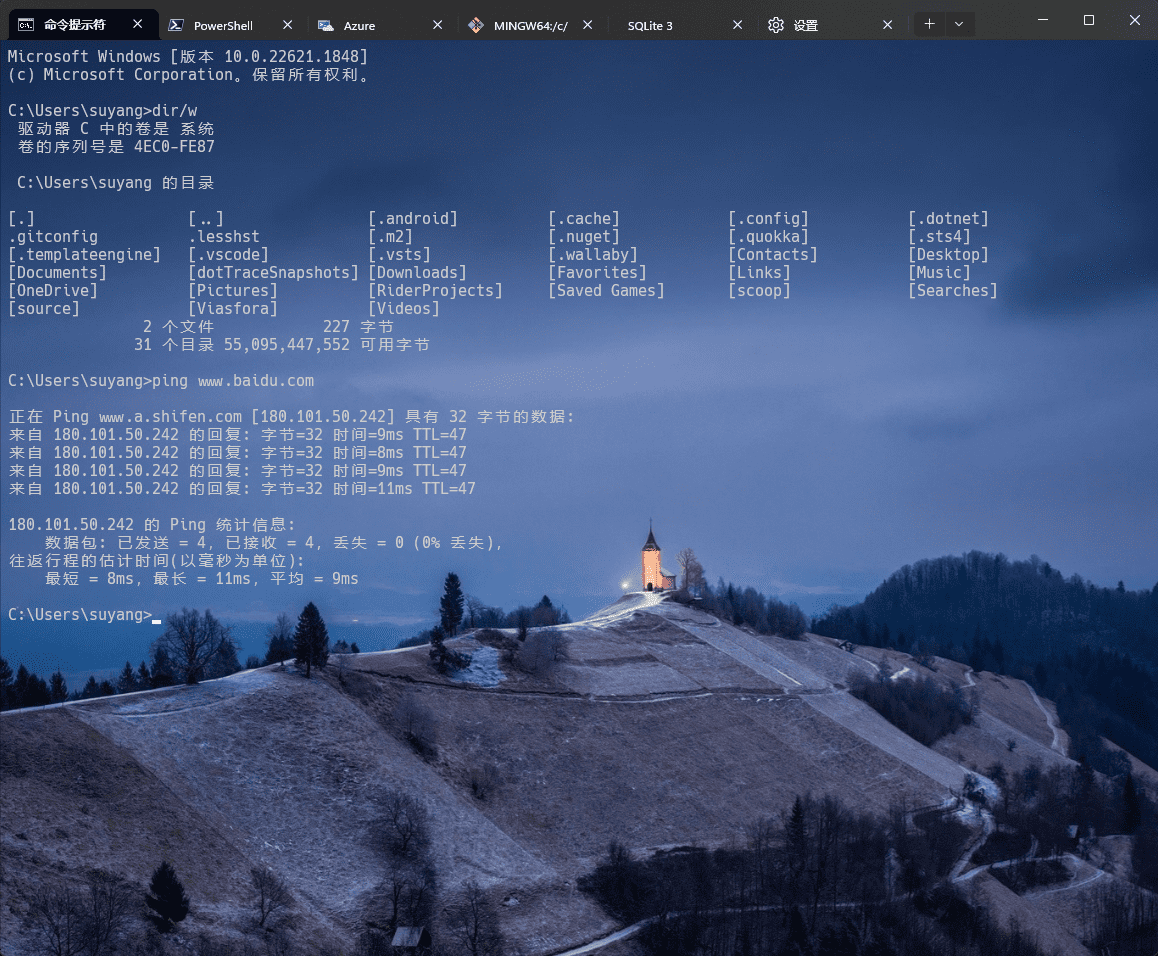 命令提示符 PowerShell Azure MINGW64:/c/ SQLite 3 设置
Microsoft Windows [版本 10.0.22621.1848]
(c) Microsoft Corporation。保留所有权利。
C:\Users\suyang>dir/w
驱动器 C 中的卷是 系统
卷的序列号是 4EC0-FE87
C:\Users\suyang 的目录
[.] [..] [.android] [.cache] [.config] [.dotnet]
.gitconfig .lesshst [.m2] [.nuget] [.quokka] [.sts4]
[.templateengine] [.vscode] [.vsts] [.wallaby] [Contacts] [Desktop]
[Documents] [dotTraceSnapshots] [Downloads] [Favorites] [Links] [Music]
[OneDrive] [Pictures] [RiderProjects] [Saved Games] [scoop] [Searches]
[source] [Viasfora] [Videos]
2 个文件 227 字节
31 个目录 55,095,447,552 可用字节
C:\Users\suyang>ping www.baidu.com
正在 Ping www.a.shifen.com [180.101.50.242] 具有 32 字节的数据:
来自 180.101.50.242 的回复: 字节=32 时间=9ms TTL=47
来自 180.101.50.242 的回复: 字节=32 时间=8ms TTL=47
来自 180.101.50.242 的回复: 字节=32 时间=9ms TTL=47
来自 180.101.50.242 的回复: 字节=32 时间=11ms TTL=47
180.101.50.242 的 Ping 统计信息:
数据包: 已发送 = 4, 已接收 = 4, 丢失 = 0 (0% 丢失),
往返行程的估计时间(以毫秒为单位):
最短 = 8ms, 最长 = 11ms, 平均 = 9ms
C:\Users\suyang>